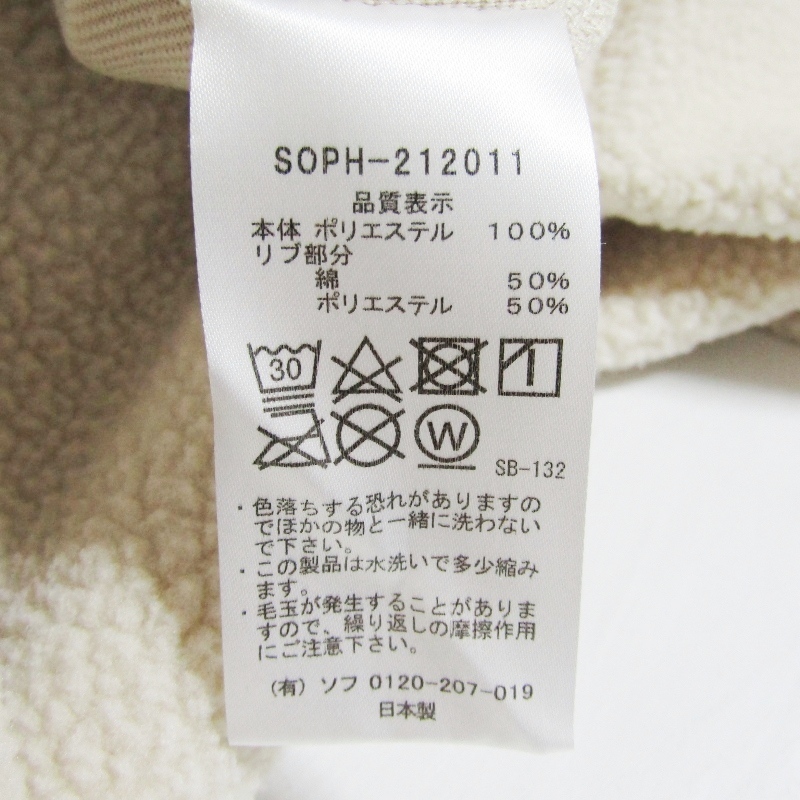 SOPH-212011
品質表示
本体 ポリエステル 100%
リブ部分
綿 50%
ポリエステル 50%
30
W
SB-132
・色落ちする恐れがありますの
でほかの物と一緒に洗わない
で下さい。
・この製品は水洗いで多少縮み
ます。
・毛玉が発生することがありま
すので、繰り返しの摩擦作用
にご注意下さい。
(有) ソフ 0120-207-019
日本製